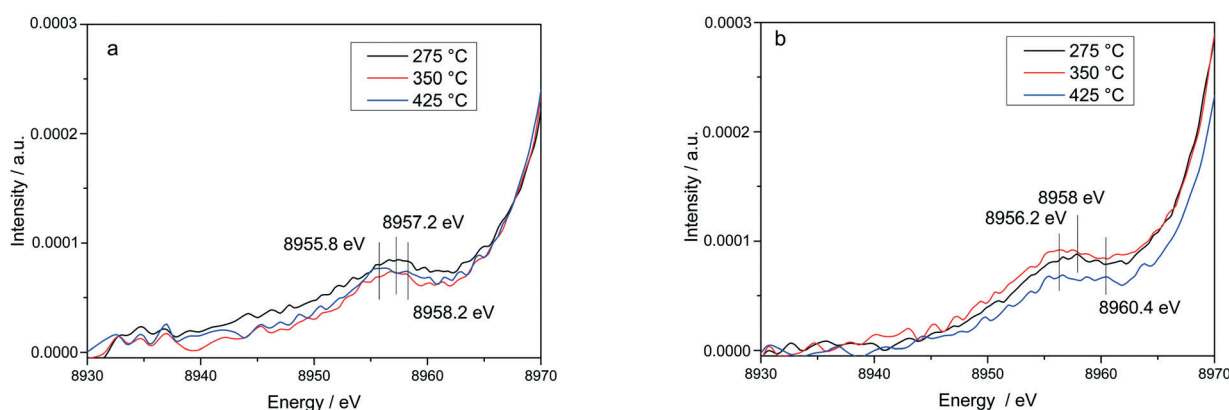 a
275 °C
350 °C
425 °C
0.0003
0.0002
0.0001
0.0000
Intensity / a.u.
8957.2 eV
8955.8 eV
8958.2 eV
8930
8940
8950
8960
8970
Energy / eV
b
275 °C
350 °C
425 °C
0.0003
0.0002
0.0001
0.0000
Intensity / a.u.
8958 eV
8956.2 eV
8960.4 eV
8930
8940
8950
8960
8970
Energy / eV